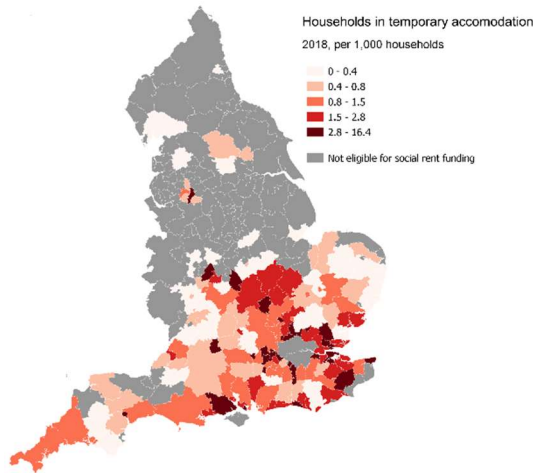 Households in temporary accomodation
2018, per 1,000 households
0 - 0.4
0.4 - 0.8
0.8 - 1.5
1.5 - 2.8
2.8 - 16.4
Not eligible for social rent funding